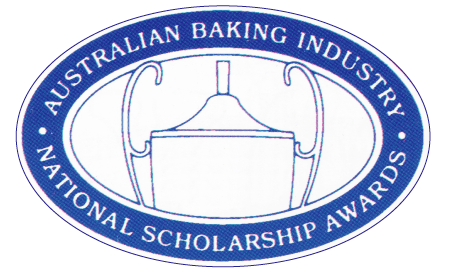 AUSTRALIAN BAKING INDUSTRY
NATIONAL SCHOLARSHIP AWARDS